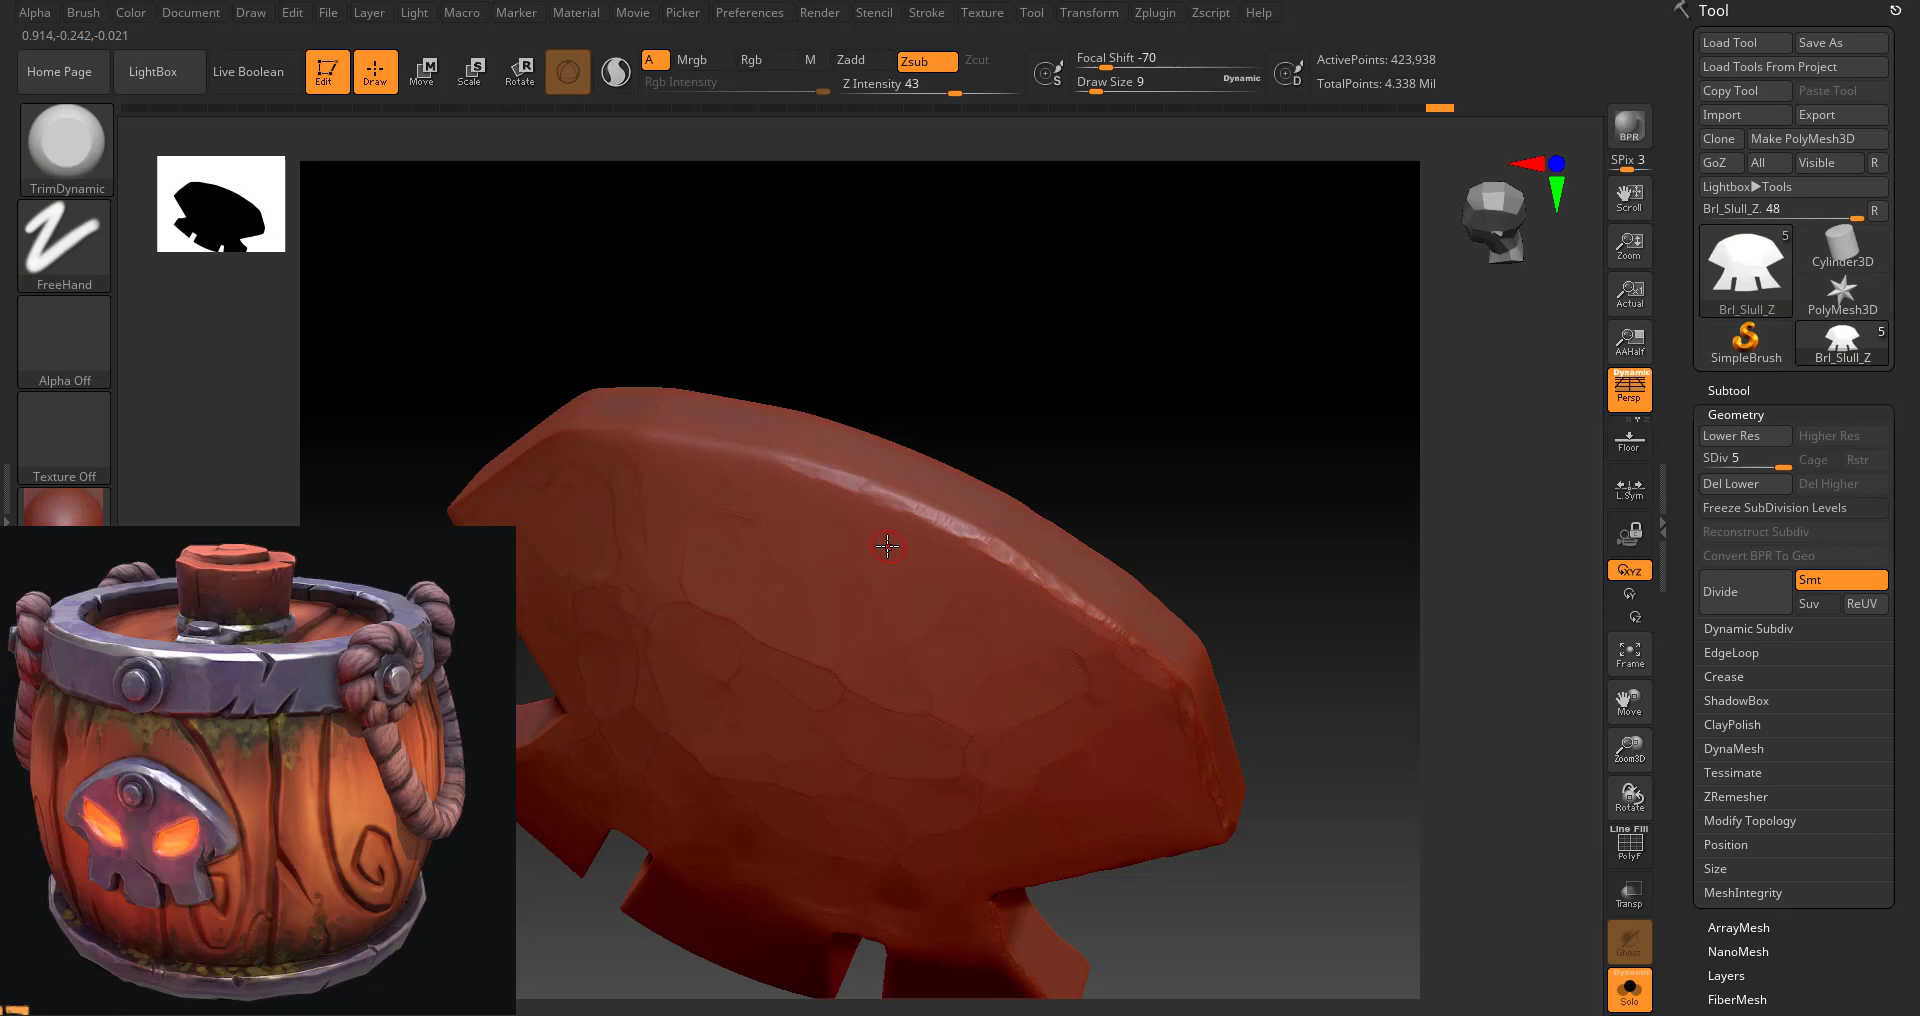 Alpha Brush Color Document Draw Edit File Layer Light Macro Marker Material Movie Picker Preferences Render Stencil Stroke Texture Tool Transform Zplugin Zscript Help
Tool
0.914,-0.242,-0.021
Home Page LightBox Live Boolean Edit Draw Move Scale Rotate
M S R
A Mrgb Rgb M Zadd Zsub Zcut
Rgb Intensity Z Intensity 43
S Focal Shift -70
Draw Size 9 Dynamic
D ActivePoints: 423,938
TotalPoints: 4.338 Mil
TrimDynamic
FreeHand
Alpha Off
Texture Off
BPR
SPix 3
Scroll
Zoom
Actual
AAHalf
Dynamic
Persp
Floor
L.Sym
XYZ
Y
Z
Frame
Move
Zoom3D
Rotate
Line Fill
PolyF
Transp
Ghost
Dynamic
Solo
Load Tool Save As
Load Tools From Project
Copy Tool Paste Tool
Import Export
Clone Make PolyMesh3D
GoZ All Visible R
Lightbox▶Tools
Brl_Slull_Z. 48 R
5
Brl_Slull_Z Cylinder3D
PolyMesh3D
SimpleBrush 5 Brl_Slull_Z
Subtool
Geometry
Lower Res Higher Res
SDiv 5 Cage Rstr
Del Lower Del Higher
Freeze SubDivision Levels
Reconstruct Subdiv
Convert BPR To Geo
Divide Smt
Suv ReUV
Dynamic Subdiv
EdgeLoop
Crease
ShadowBox
ClayPolish
DynaMesh
Tessimate
ZRemesher
Modify Topology
Position
Size
MeshIntegrity
ArrayMesh
NanoMesh
Layers
FiberMesh